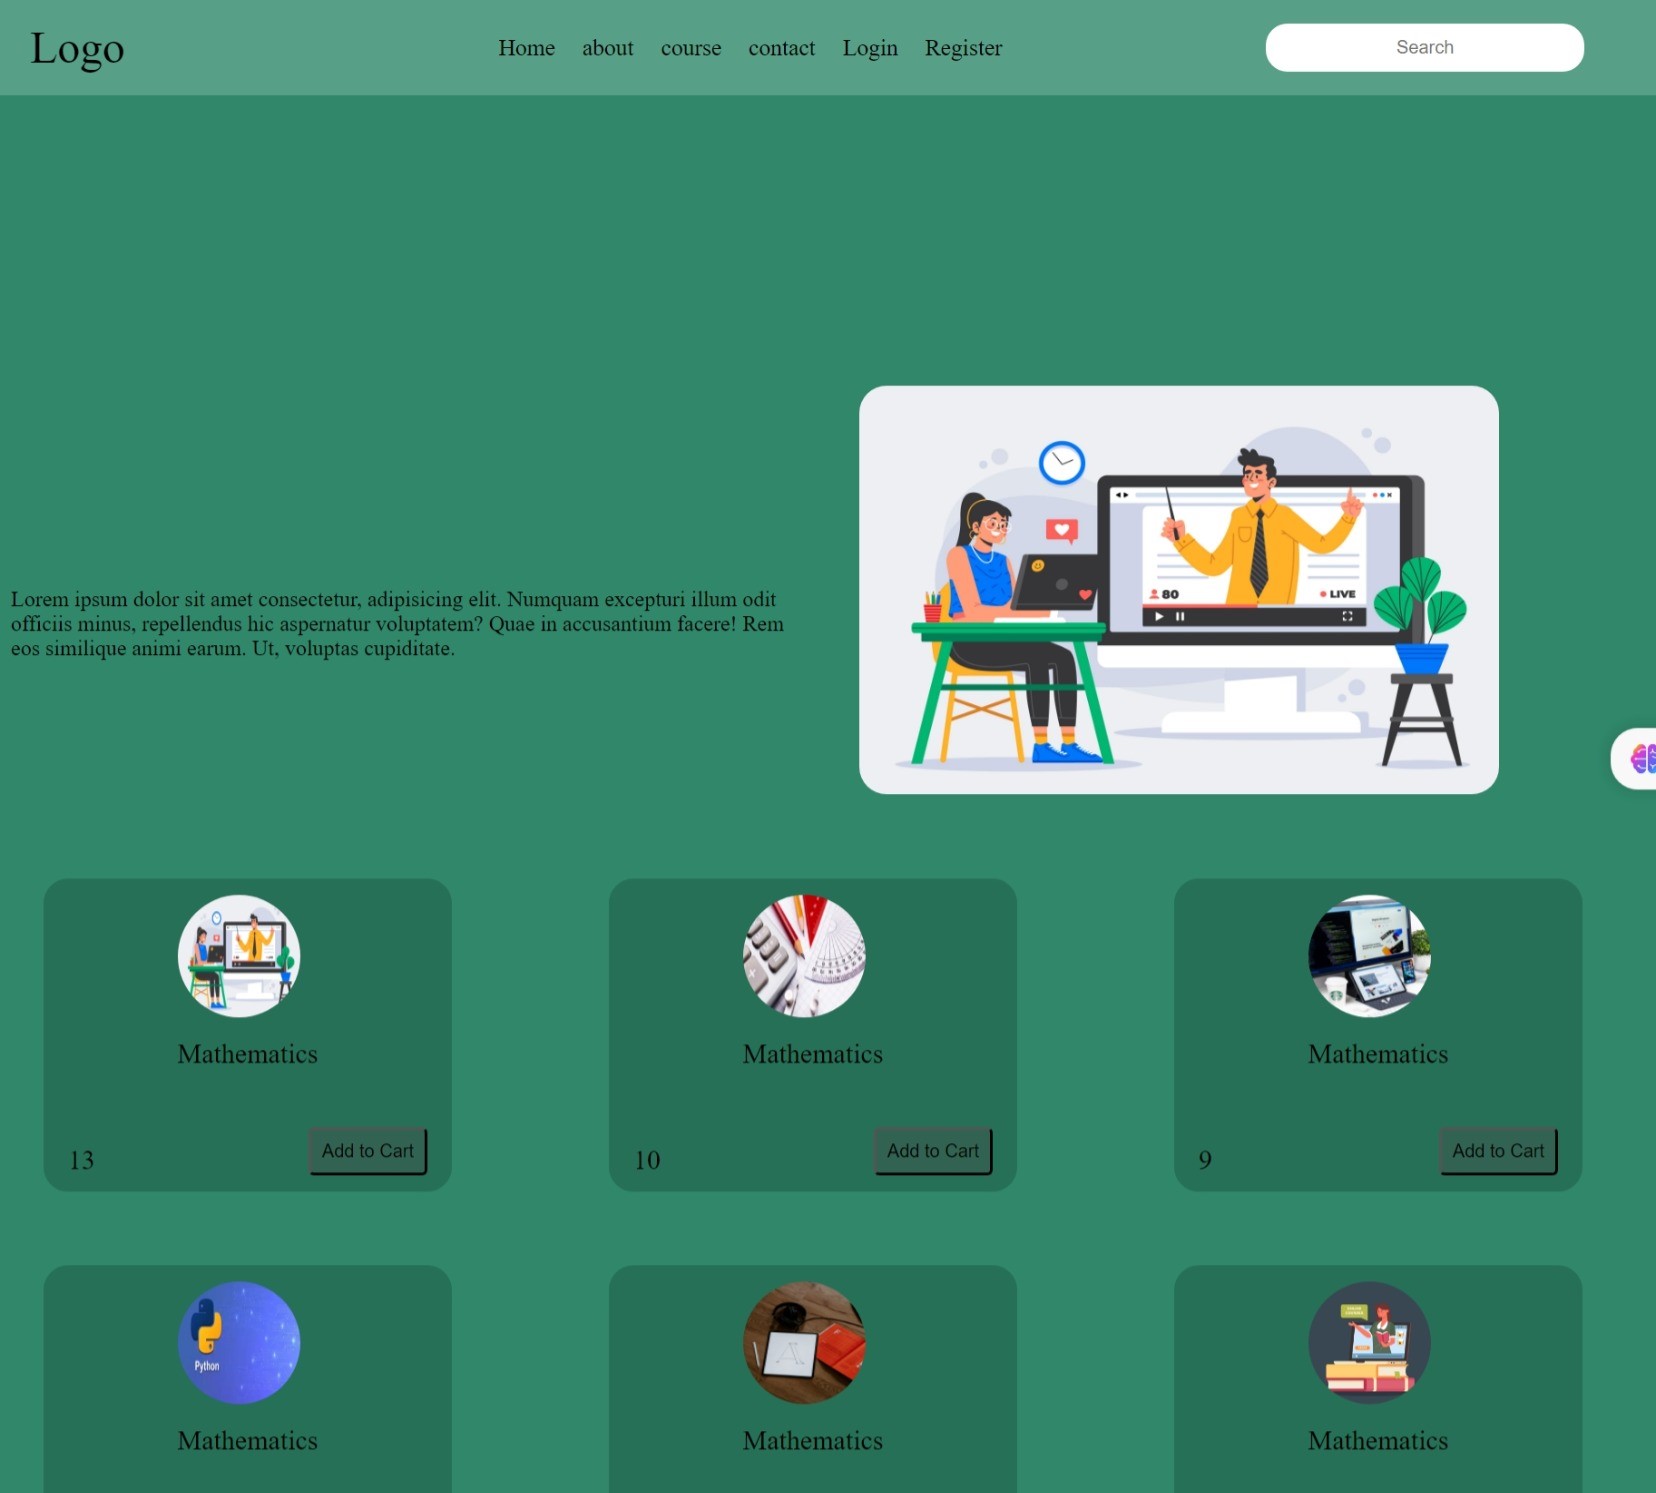 Logo
Home about course contact Login Register
Search
80
LIVE
Lorem ipsum dolor sit amet consectetur, adipisicing elit. Numquam excepturi illum odit
officiis minus, repellendus hic aspernatur voluptatem? Quae in accusantium facere! Rem
eos similique animi earum. Ut, voluptas cupiditate.
Mathematics
13
Add to Cart
Mathematics
10
Add to Cart
Mathematics
9
Add to Cart
Python
Mathematics
A
Mathematics
Mathematics